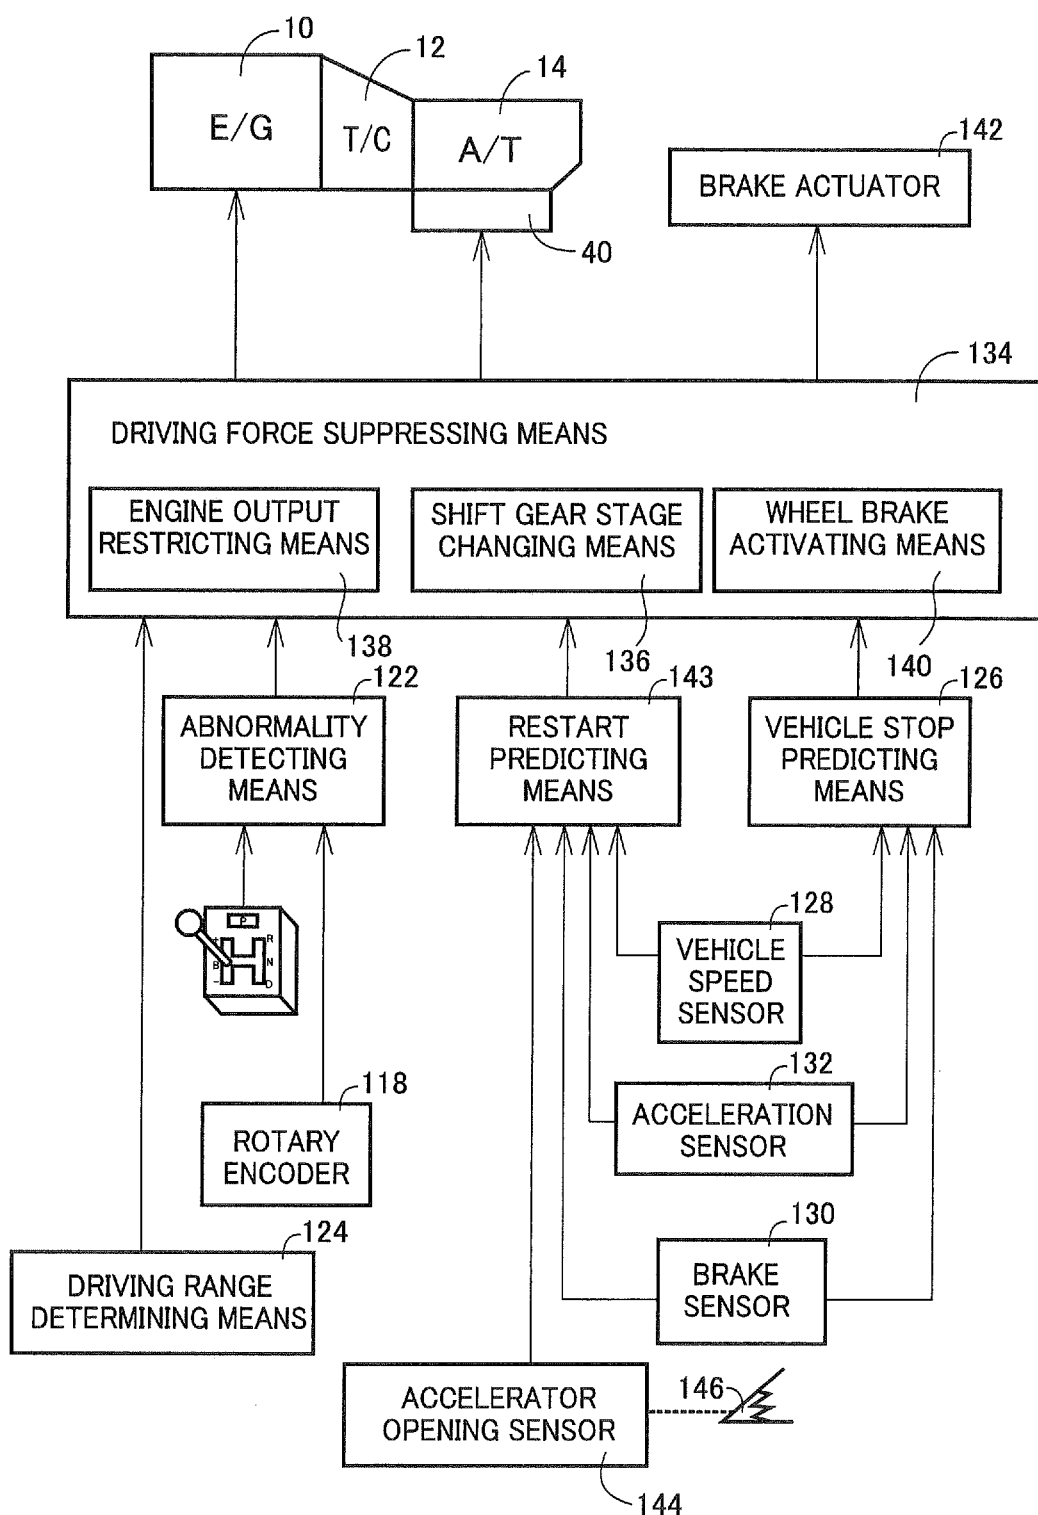 10
12
14
E/G
T/C
A/T
142
BRAKE ACTUATOR
40
134
DRIVING FORCE SUPPRESSING MEANS
ENGINE OUTPUT
RESTRICTING MEANS
SHIFT GEAR STAGE
CHANGING MEANS
WHEEL BRAKE
ACTIVATING MEANS
138
136
140
122
143
126
ABNORMALITY
DETECTING
MEANS
RESTART
PREDICTING
MEANS
VEHICLE STOP
PREDICTING
MEANS
P
+
R
B
N
−
D
128
VEHICLE
SPEED
SENSOR
132
ACCELERATION
SENSOR
118
ROTARY
ENCODER
130
BRAKE
SENSOR
124
DRIVING RANGE
DETERMINING MEANS
ACCELERATOR
OPENING SENSOR
146
144